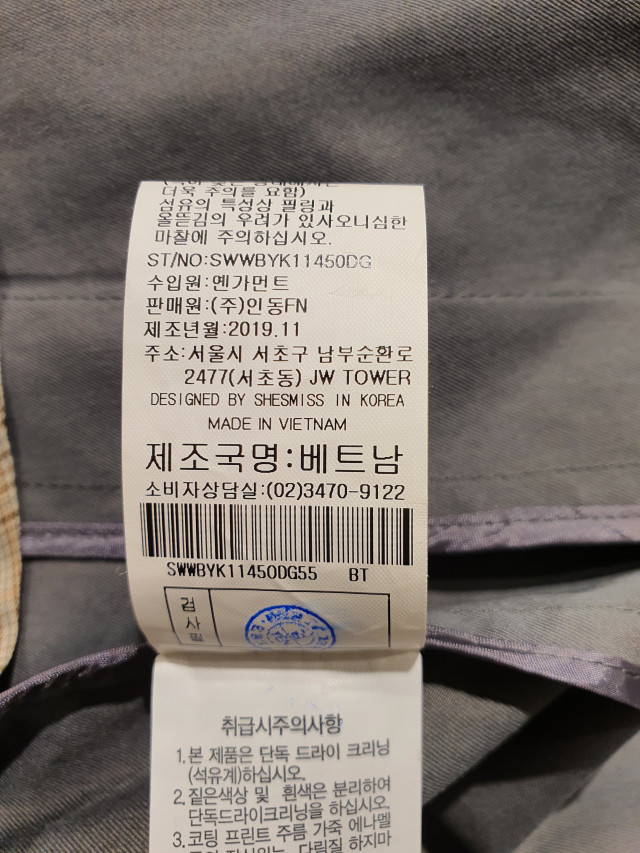 더욱 주의를 요함)
섬유의 특성상 필링과
올뜯김의 우려가 있사오니심한
마찰에 주의하십시오.
ST/NO:SWWBYK11450DG
수입원:옌가먼트
판매원:(주)인동FN
제조년월:2019.11
주소:서울시 서초구 남부순환로
2477(서초동) JW TOWER
DESIGNED BY SHESMISS IN KOREA
MADE IN VIETNAM
제조국명:베트남
소비자상담실:(02)3470-9122
SWWBYK11450DG55 BT
검사필
취급시주의사항
1.본 제품은 단독 드라이 크리닝
(석유계)하십시오.
2.짙은색상 및 흰색은 분리하여
단독드라이크리닝을 하십시오.
3.코팅 프린트 주름 가죽 에나멜
다림질 하지마